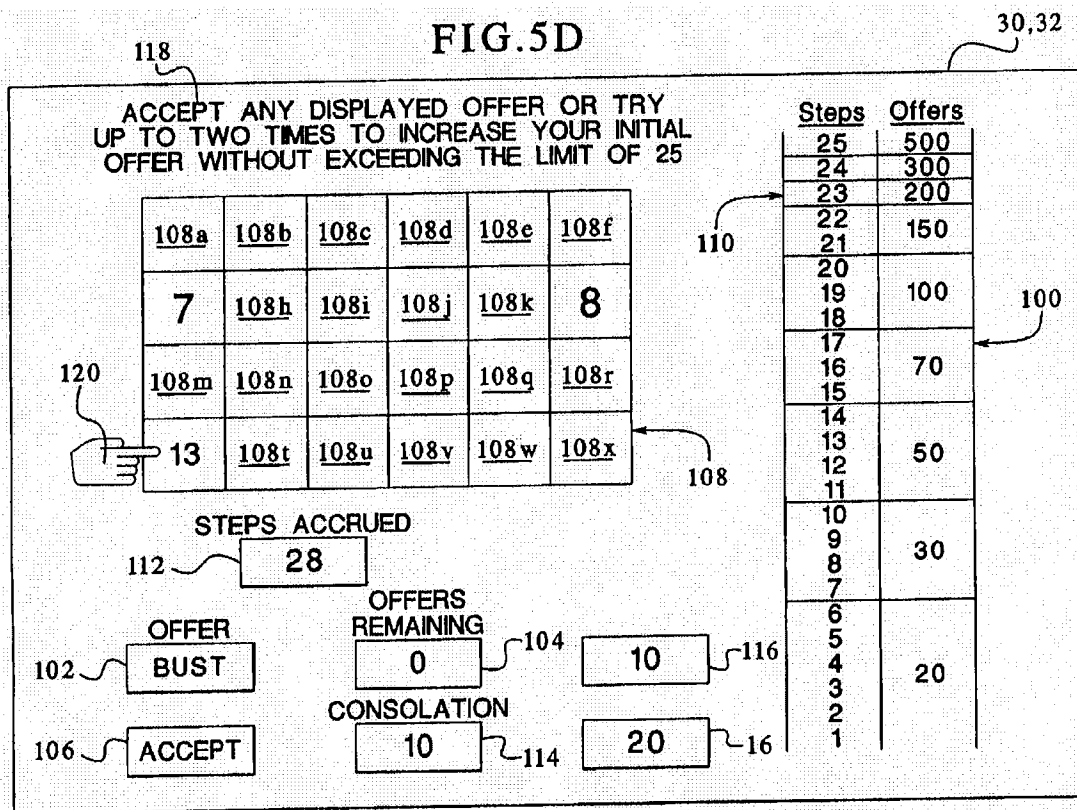 FIG.5D
30,32
118
ACCEPT ANY DISPLAYED OFFER OR TRY
UP TO TWO TIMES TO INCREASE YOUR INITIAL
OFFER WITHOUT EXCEEDING THE LIMIT OF 25
108a 108b 108c 108d 108e 108f
7 108h 108i 108j 108k 8
108m 108n 108o 108p 108q 108r
120
13 108t 108u 108v 108w 108x
108
STEPS ACCRUED
112 28
OFFER
102 BUST
OFFERS
REMAINING
0 104
10 116
106 ACCEPT
CONSOLATION
10 114
20 16
Steps Offers
25 500
24 300
23 200
110
22
21
150
20
19
18
100
100
17
16
15
70
14
13
12
11
50
10
9
8
7
30
6
5
4
3
2
1
20